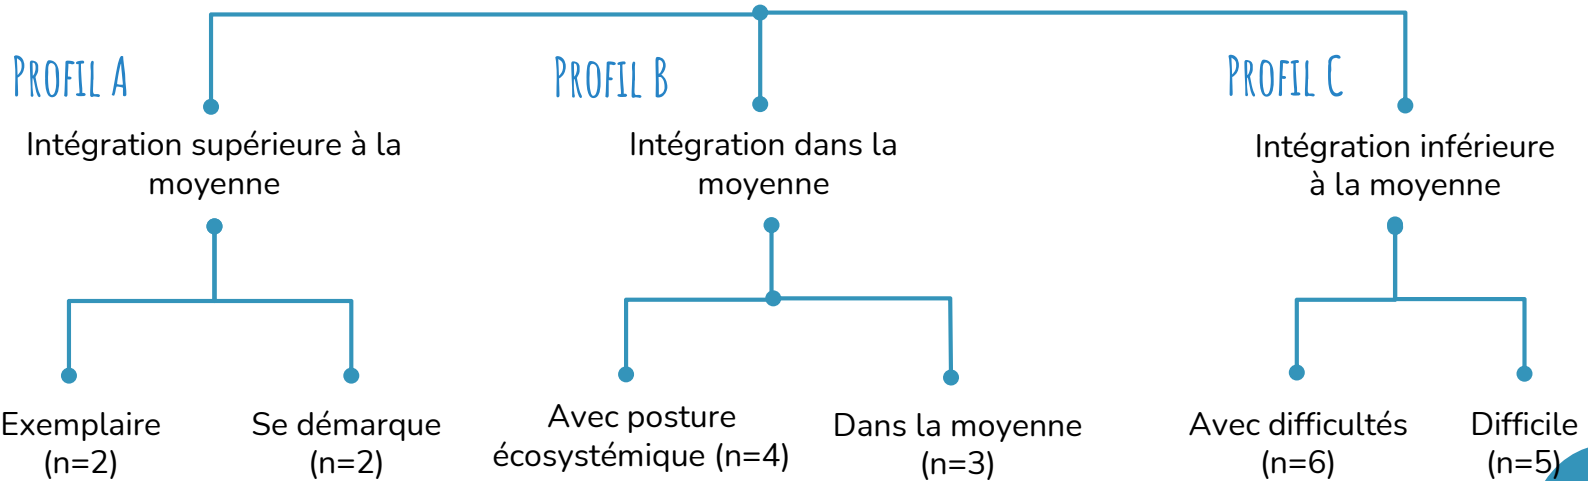 Profil A
Intégration supérieure à la
moyenne
Exemplaire
(n=2)
Se démarque
(n=2)
Profil B
Intégration dans la
moyenne
Avec posture
écosystémique (n=4)
Dans la moyenne
(n=3)
Profil C
Intégration inférieure
à la moyenne
Avec difficultés
(n=6)
Difficile
(n=5)